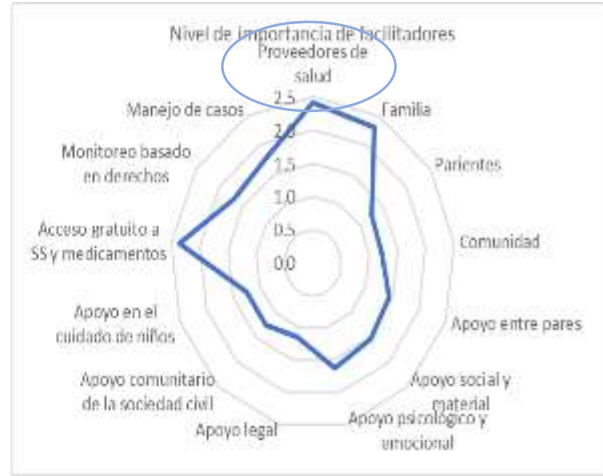 Nivel de importancia de facilitadores
Proveedores de
salud
Familia
Parientes
Comunidad
Apoyo entre pares
Apoyo social y
material
Apoyo psicológico y
emocional
Apoyo legal
Apoyo comunitario
de la sociedad civil
Apoyo en el
cuidado de niños
Acceso gratuito a
SS y medicamentos
Monitoreo basado
en derechos
Manejo de casos
2.5
2.0
1.5
1.0
0.5
0.0